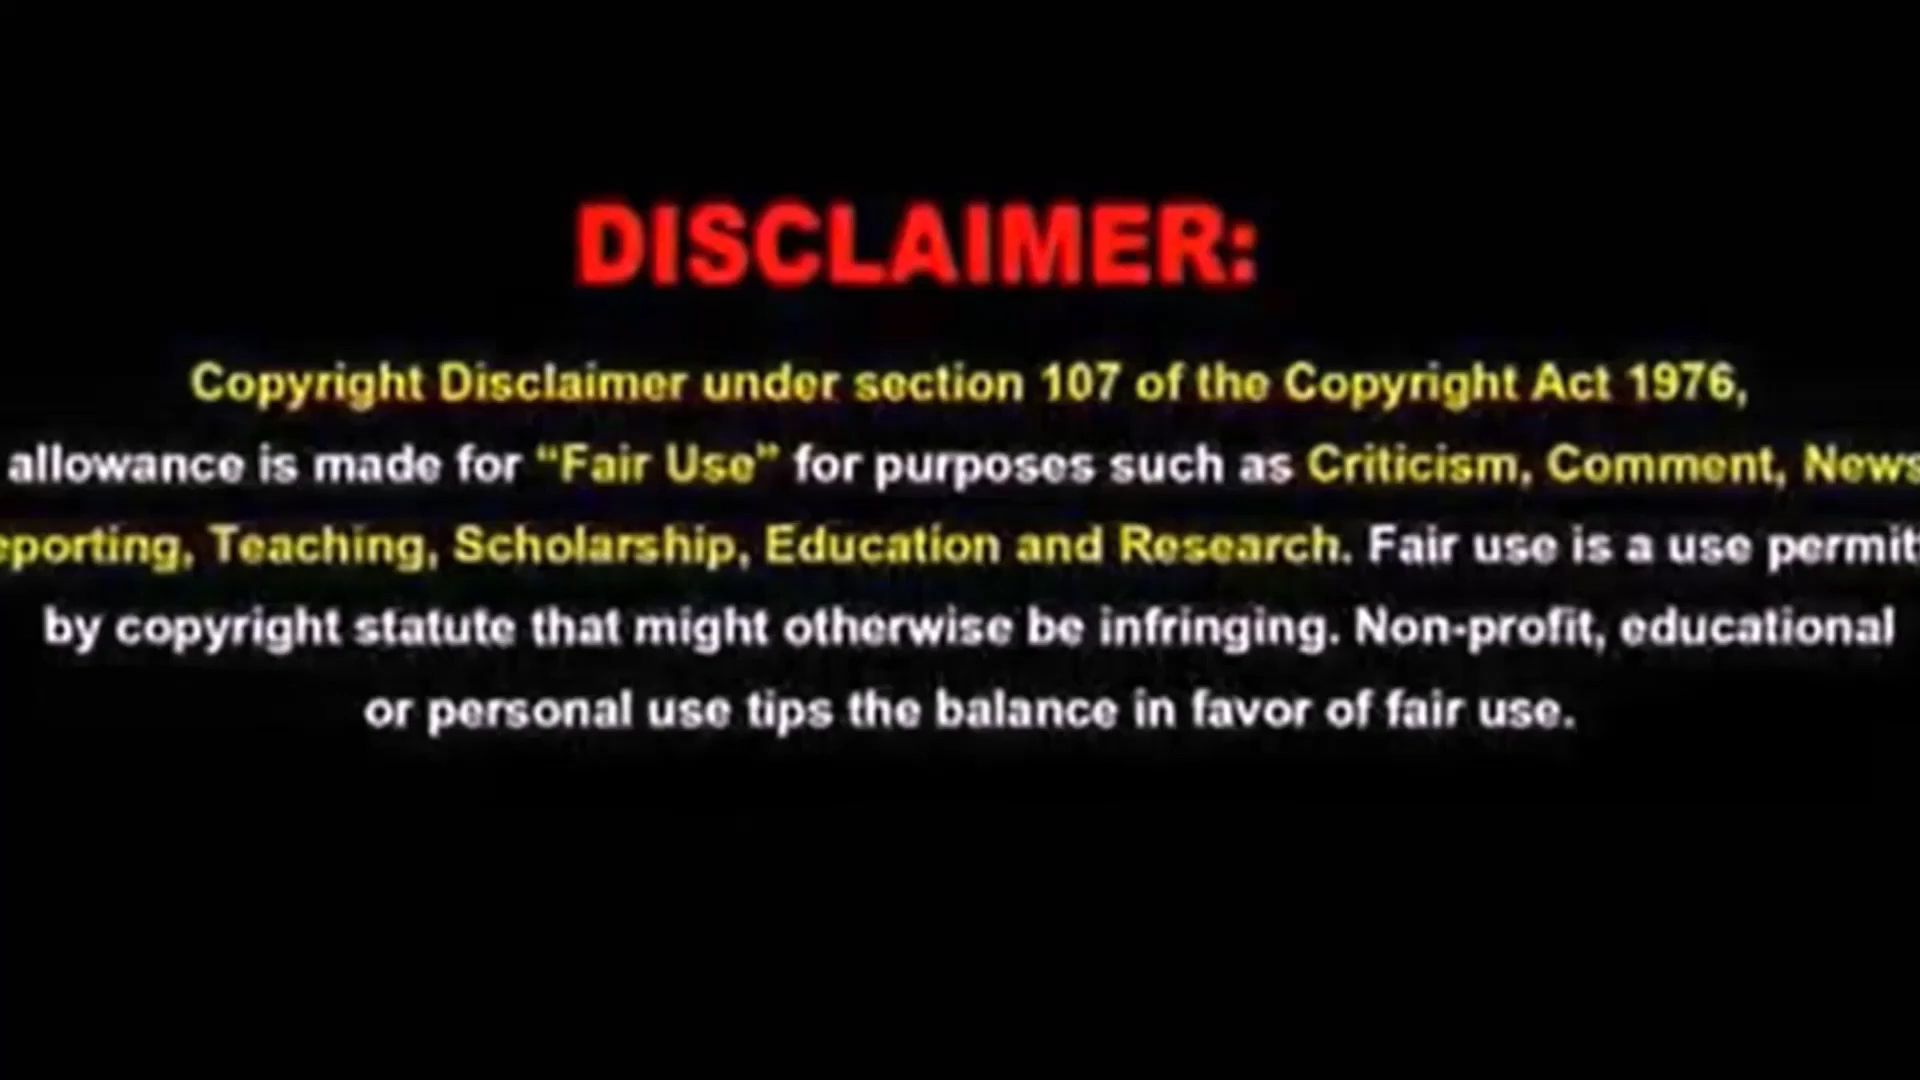 DISCLAIMER:
Copyright Disclaimer under section 107 of the Copyright Act 1976,
allowance is made for “Fair Use” for purposes such as Criticism, Comment, News
eporting, Teaching, Scholarship, Education and Research. Fair use is a use permit
by copyright statute that might otherwise be infringing. Non-profit, educational
or personal use tips the balance in favor of fair use.